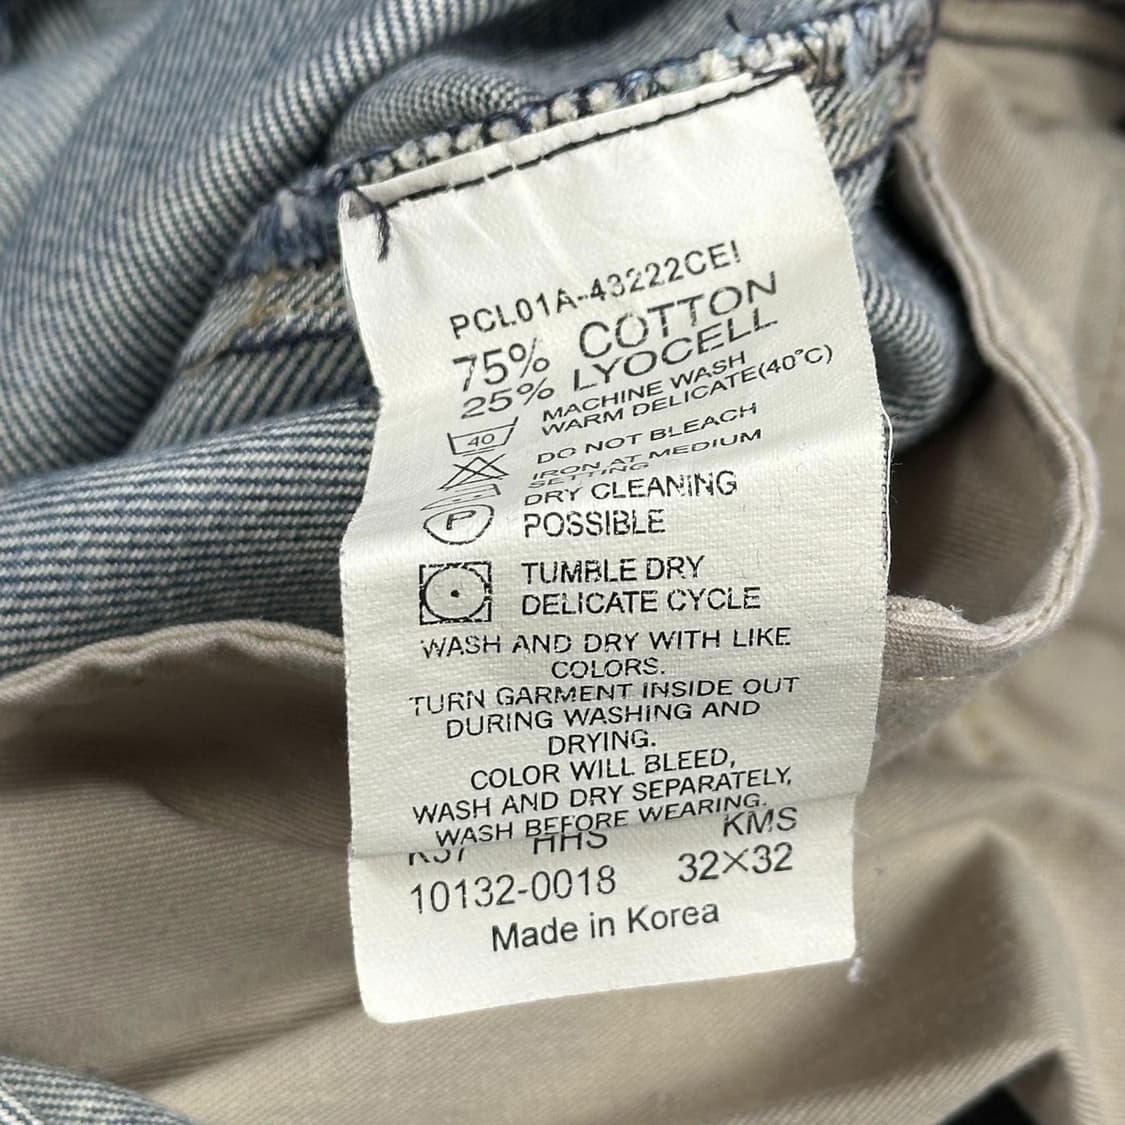 PCL01A-43222CEI
75% COTTON
25% LYOCELL
MACHINE WASH
WARM DELICATE(40°C)
40
DO NOT BLEACH
IRON AT MEDIUM
SETTING
DRY CLEANING
P
POSSIBLE
TUMBLE DRY
DELICATE CYCLE
WASH AND DRY WITH LIKE
COLORS.
TURN GARMENT INSIDE OUT
DURING WASHING AND
DRYING.
COLOR WILL BLEED,
WASH AND DRY SEPARATELY,
WASH BEFORE WEARING.
HHS KMS
10132-0018 32×32
Made in Korea